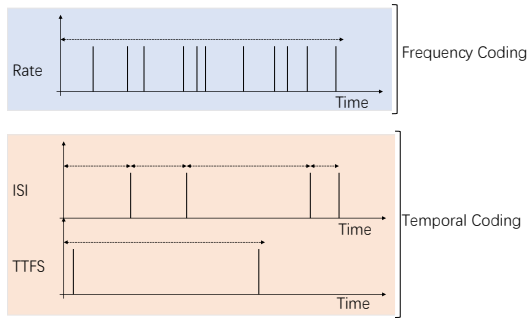 Rate
Time
Frequency Coding
ISI
Time
TTFS
Time
Temporal Coding